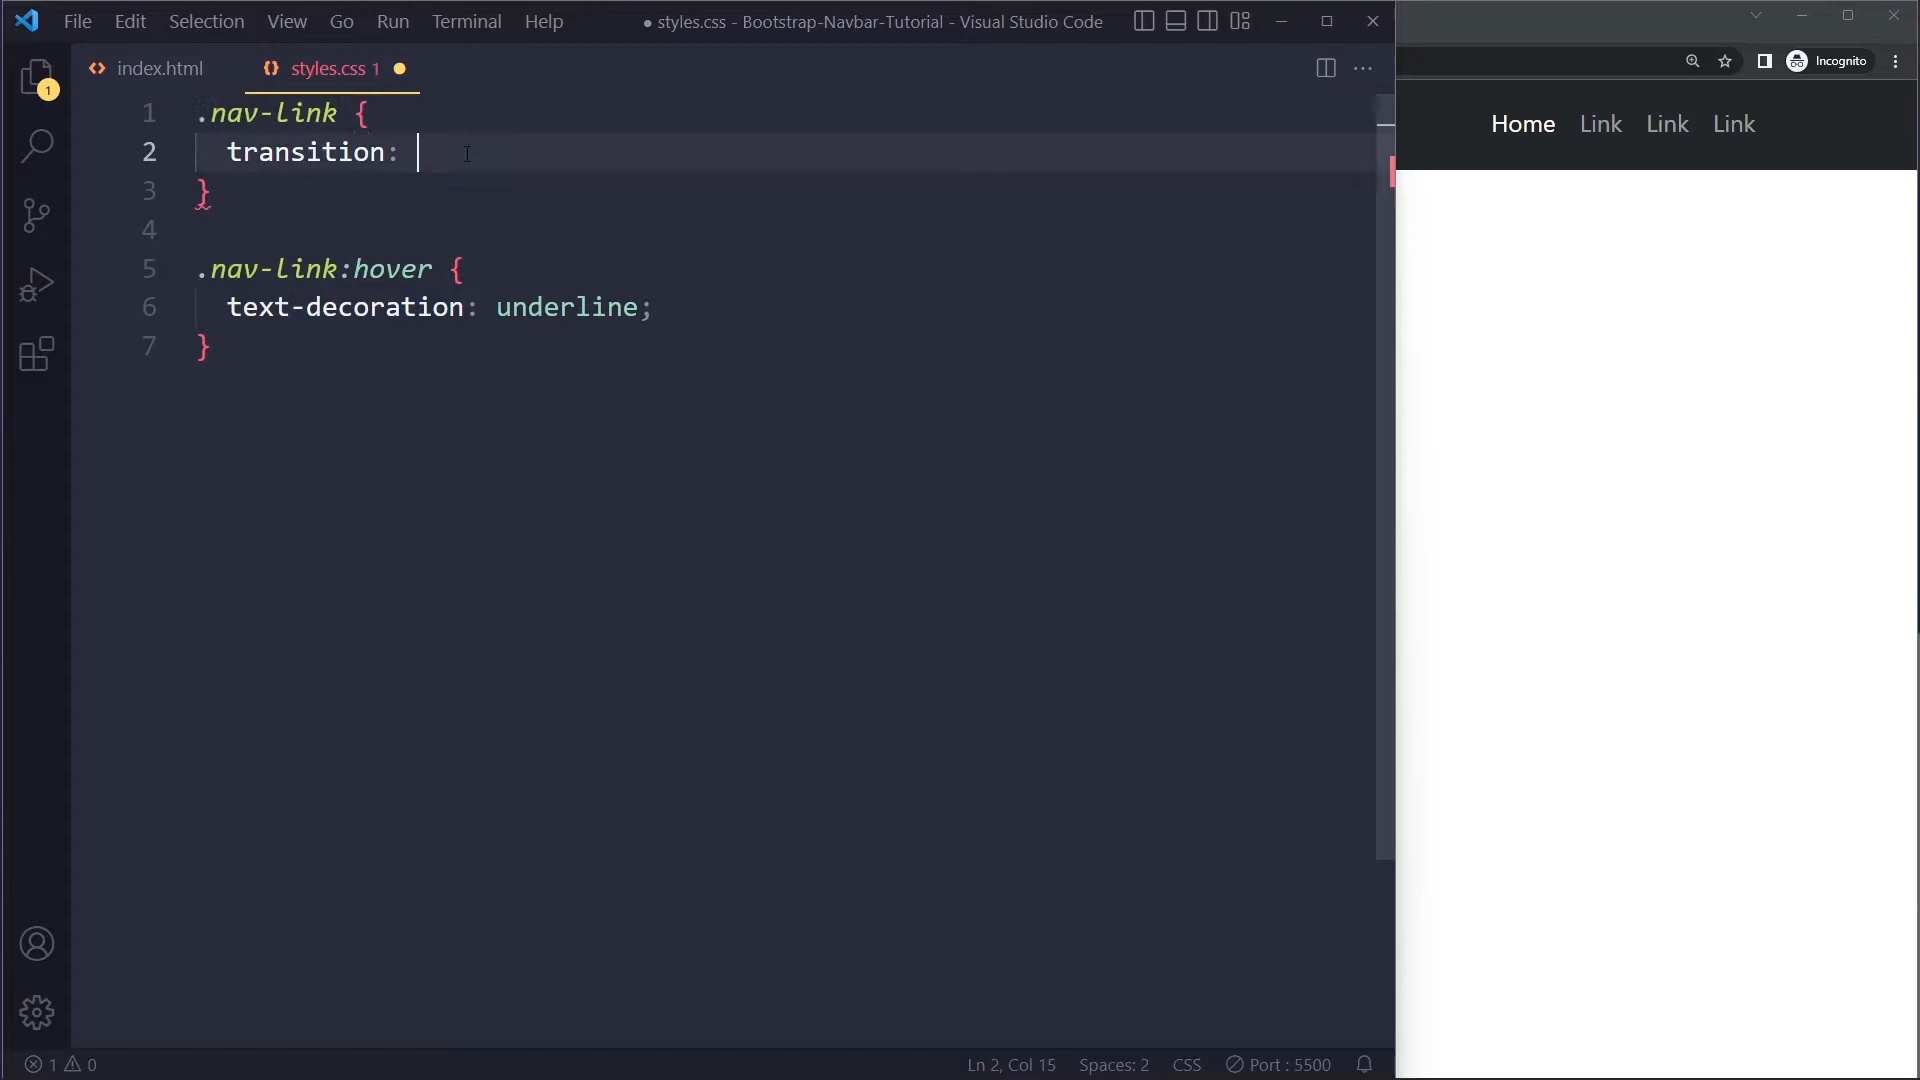 File Edit Selection View Go Run Terminal Help ● styles.css - Bootstrap-Navbar-Tutorial - Visual Studio Code
Incognito
1
index.html styles.css 1
1 .nav-link {
2 transition:
3 }
4
5 .nav-link:hover {
6 text-decoration: underline;
7 }
Home Link Link Link
1 0 Ln 2, Col 15 Spaces: 2 CSS Port : 5500